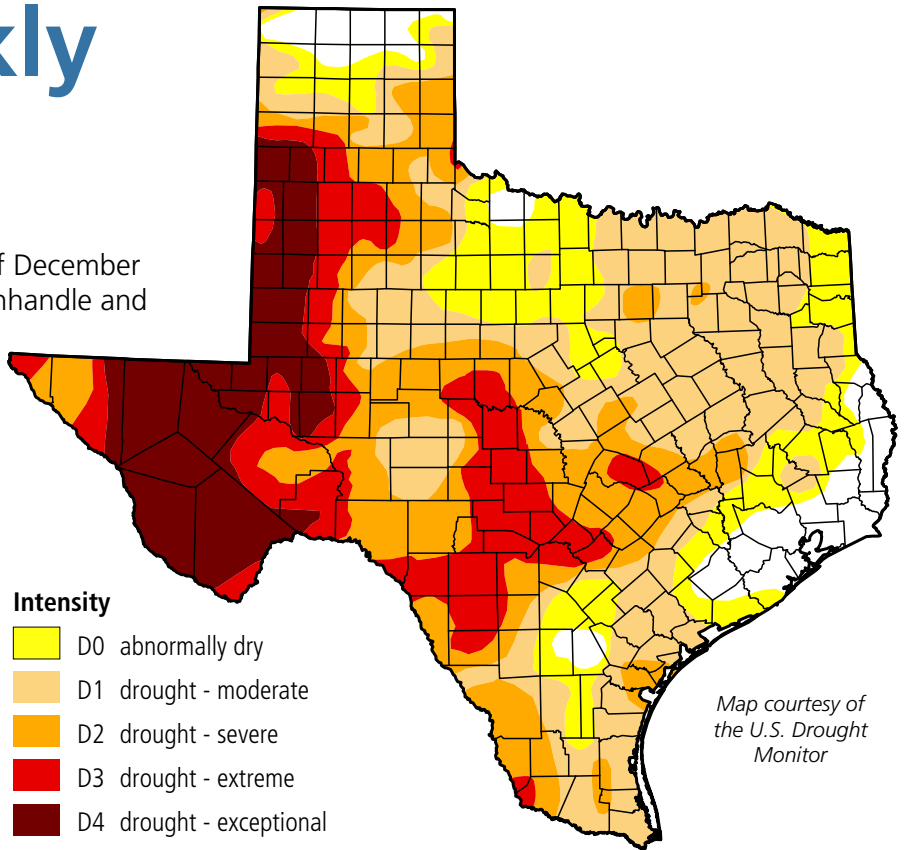 kly
f December
nhandle and
Intensity
D0 abnormally dry
D1 drought - moderate
D2 drought - severe
D3 drought - extreme
D4 drought - exceptional
Map courtesy of
the U.S. Drought
Monitor